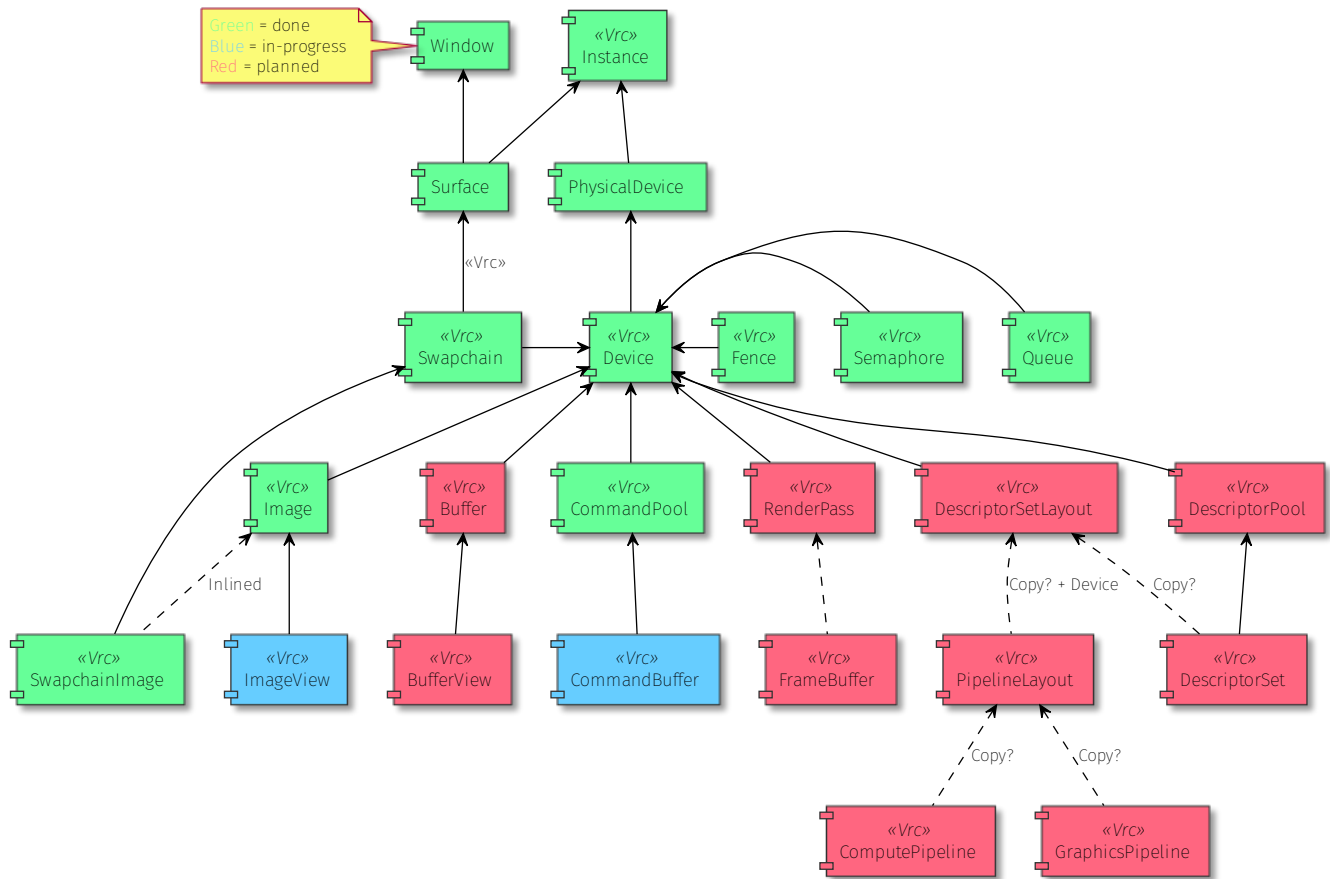 Green = done
Blue = in-progress
Red = planned
Window
«Vrc»
Instance
Surface
PhysicalDevice
«Vrc»
«Vrc»
Swapchain
«Vrc»
Device
«Vrc»
Fence
«Vrc»
Semaphore
«Vrc»
Queue
«Vrc»
Image
«Vrc»
Buffer
«Vrc»
CommandPool
«Vrc»
RenderPass
«Vrc»
DescriptorSetLayout
«Vrc»
DescriptorPool
Inlined
Copy? + Device
Copy?
«Vrc»
SwapchainImage
«Vrc»
ImageView
«Vrc»
BufferView
«Vrc»
CommandBuffer
«Vrc»
FrameBuffer
«Vrc»
PipelineLayout
«Vrc»
DescriptorSet
Copy?
Copy?
«Vrc»
ComputePipeline
«Vrc»
GraphicsPipeline